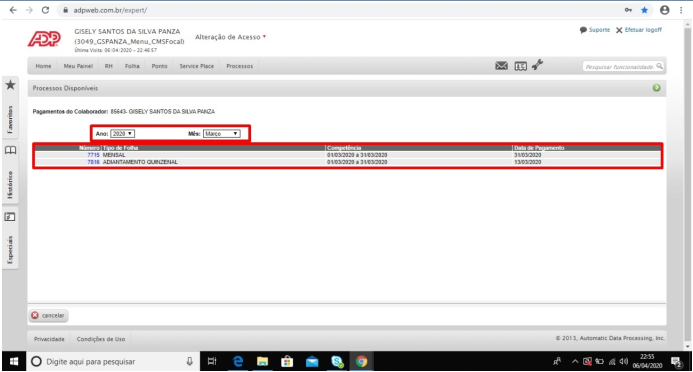 adpweb.com.br/expert/
ADP
GISELY SANTOS DA SILVA PANZA
(3049_GSPANZA_Menu_CMSFocal)
Última Visita: 06/04/2020 - 22:46:57
Alteração de Acesso *
Suporte
Efetuar logoff
Home Meu Painel RH Folha Ponto Service Place Processos
Pesquisar funcionalidade
Processos Disponíveis
Favoritos
Histórico
Especiais
Pagamentos do Colaborador: 85643- GISELY SANTOS DA SILVA PANZA
Ano: 2020 Mês: Março
Número Tipo de Folha Competência Data de Pagamento
7715 MENSAL 01/03/2020 a 31/03/2020 31/03/2020
7818 ADIANTAMENTO QUINZENAL 01/03/2020 a 31/03/2020 13/03/2020
cancelar
Privacidade Condições de Uso
© 2013, Automatic Data Processing, Inc.
Digite aqui para pesquisar
22:55
06/04/2020